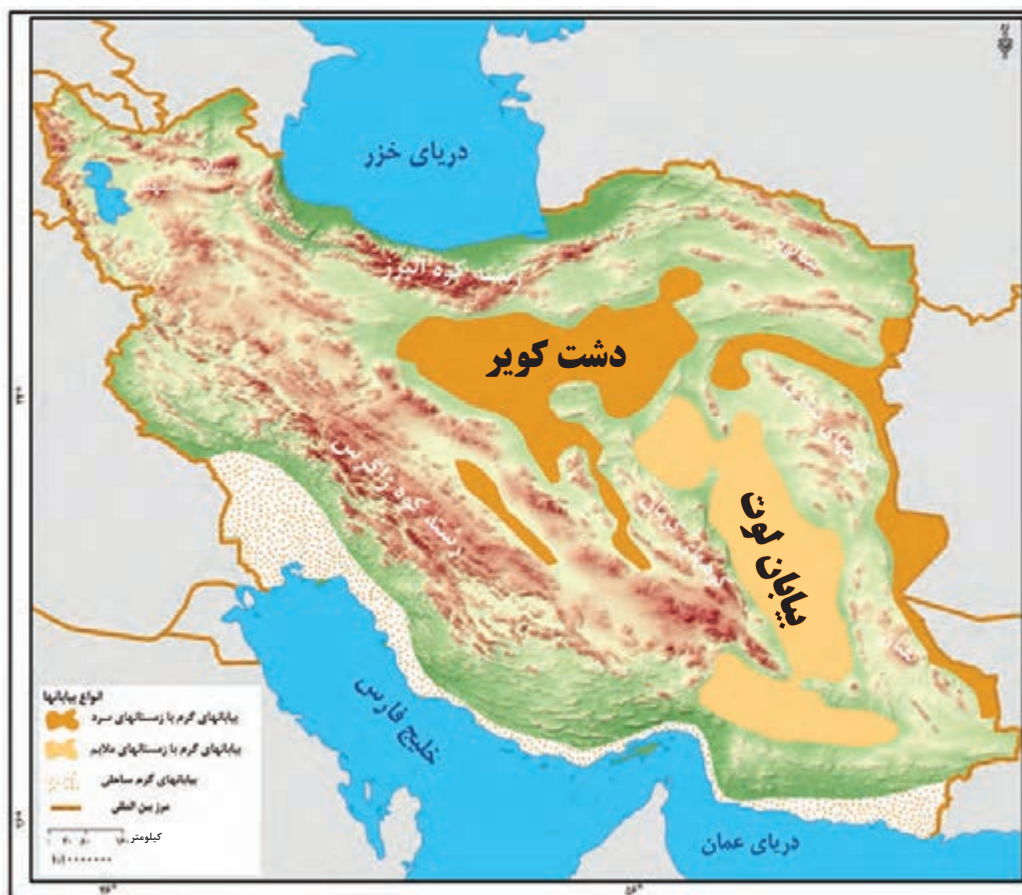 دریای خزر
رشته کوه البرز
دشت کویر
رشته کوه زاگرس
بیابان لوت
خلیج فارس
دریای عمان
انواع بیابانها
بیابانهای گرم با زمستانهای سرد
بیابانهای گرم با زمستانهای ملایم
بیابانهای گرم ساحلی
مرز بین المللی
کیلومتر